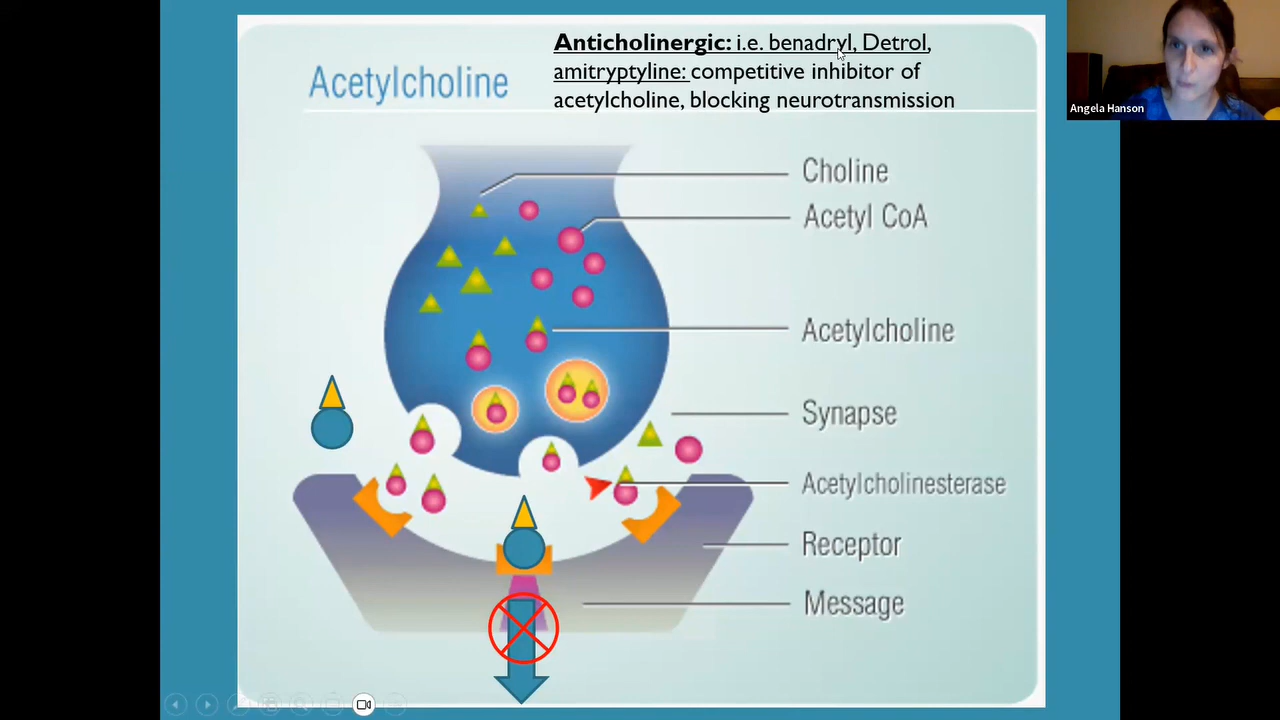 Anticholinergic: i.e. benadryl, Detrol,
amitryptyline: competitive inhibitor of
acetylcholine, blocking neurotransmission
Acetylcholine
Angela Hanson
Choline
Acetyl CoA
Acetylcholine
Synapse
Acetylcholinesterase
Receptor
Message